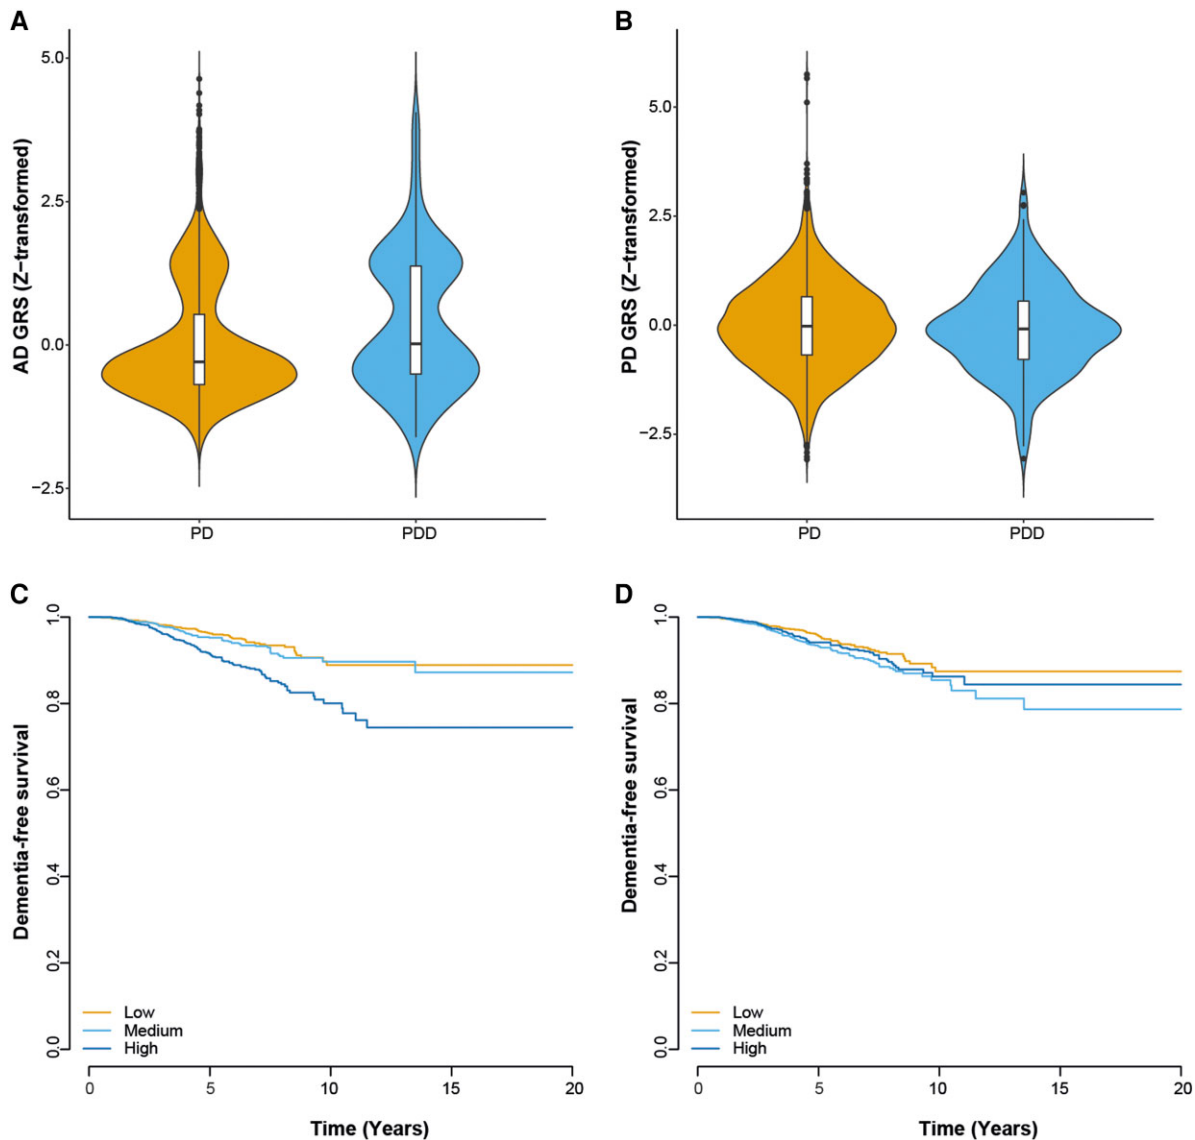 A
AD GRS (Z−transformed)
5.0
2.5
0.0
−2.5
PD
PDD
B
PD GRS (Z−transformed)
5.0
2.5
0.0
−2.5
PD
PDD
C
Dementia-free survival
1.0
0.8
0.6
0.4
0.2
0.0
Low
Medium
High
0 5 10 15 20
Time (Years)
D
Dementia-free survival
1.0
0.8
0.6
0.4
0.2
0.0
Low
Medium
High
0 5 10 15 20
Time (Years)